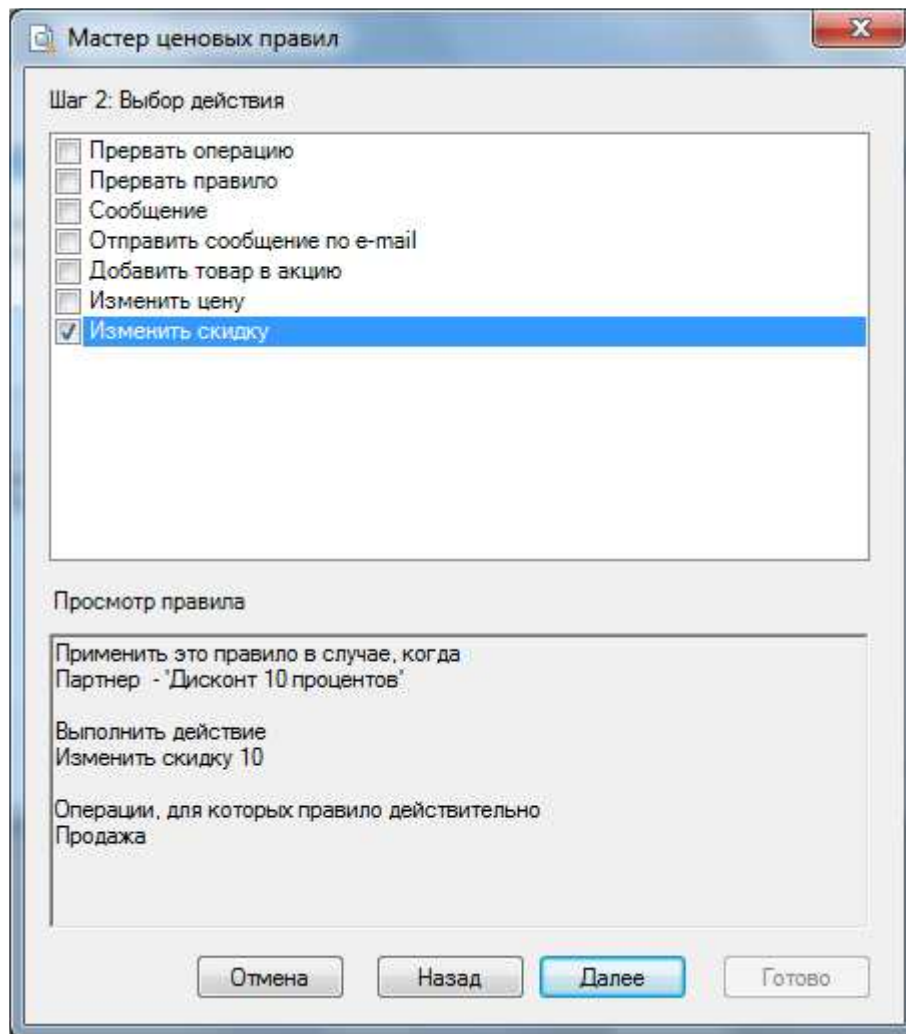 Мастер ценовых правил
Шаг 2: Выбор действия
Прервать операцию
Прервать правило
Сообщение
Отправить сообщение по e-mail
Добавить товар в акцию
Изменить цену
Изменить скидку
Просмотр правила
Применить это правило в случае, когда
Партнер - 'Дисконт 10 процентов'
Выполнить действие
Изменить скидку 10
Операции, для которых правило действительно
Продажа
Отмена Назад Далее Готово